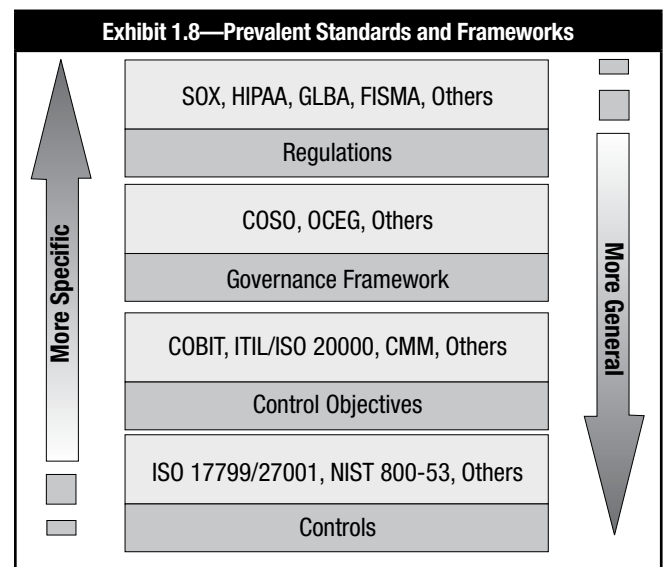 Exhibit 1.8—Prevalent Standards and Frameworks
SOX, HIPAA, GLBA, FISMA, Others
Regulations
COSO, OCEG, Others
Governance Framework
COBIT, ITIL/ISO 20000, CMM, Others
Control Objectives
ISO 17799/27001, NIST 800-53, Others
Controls
More Specific
More General